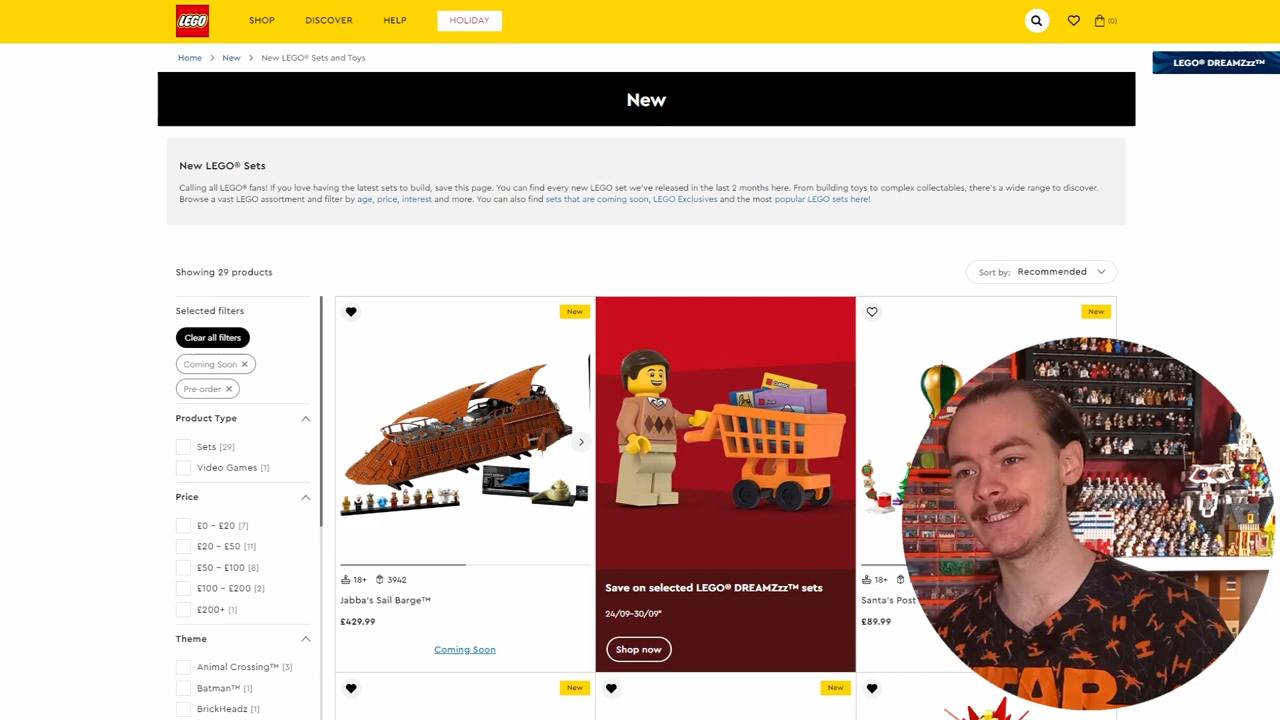 LEGO
SHOP
DISCOVER
HELP
HOLIDAY
(0)
Home > New > New LEGO® Sets and Toys
LEGO® DREAMZzz™
New
New LEGO® Sets
Calling all LEGO® fans! If you love having the latest sets to build, save this page. You can find every new LEGO set we've released in the last 2 months here. From building toys to complex collectables, there's a wide range to discover.
Browse a vast LEGO assortment and filter by age, price, interest and more. You can also find sets that are coming soon, LEGO Exclusives and the most popular LEGO sets here!
Showing 29 products
Sort by: Recommended
Selected filters
Clear all filters
Coming Soon ✕
Pre-order ✕
Product Type
Sets [29]
Video Games [1]
Price
£0 – £20 [7]
£20 – £50 [11]
£50 – £100 [8]
£100 – £200 [2]
£200+ [1]
Theme
Animal Crossing™ [3]
Batman™ [1]
BrickHeadz [1]
New
18+ 3942
Jabba's Sail Barge™
£429.99
Coming Soon
CLASSIC
Save on selected LEGO® DREAMZzz™ sets
24/09–30/09*
Shop now
New
18+
Santa's Post
£89.99
New
New
STAR